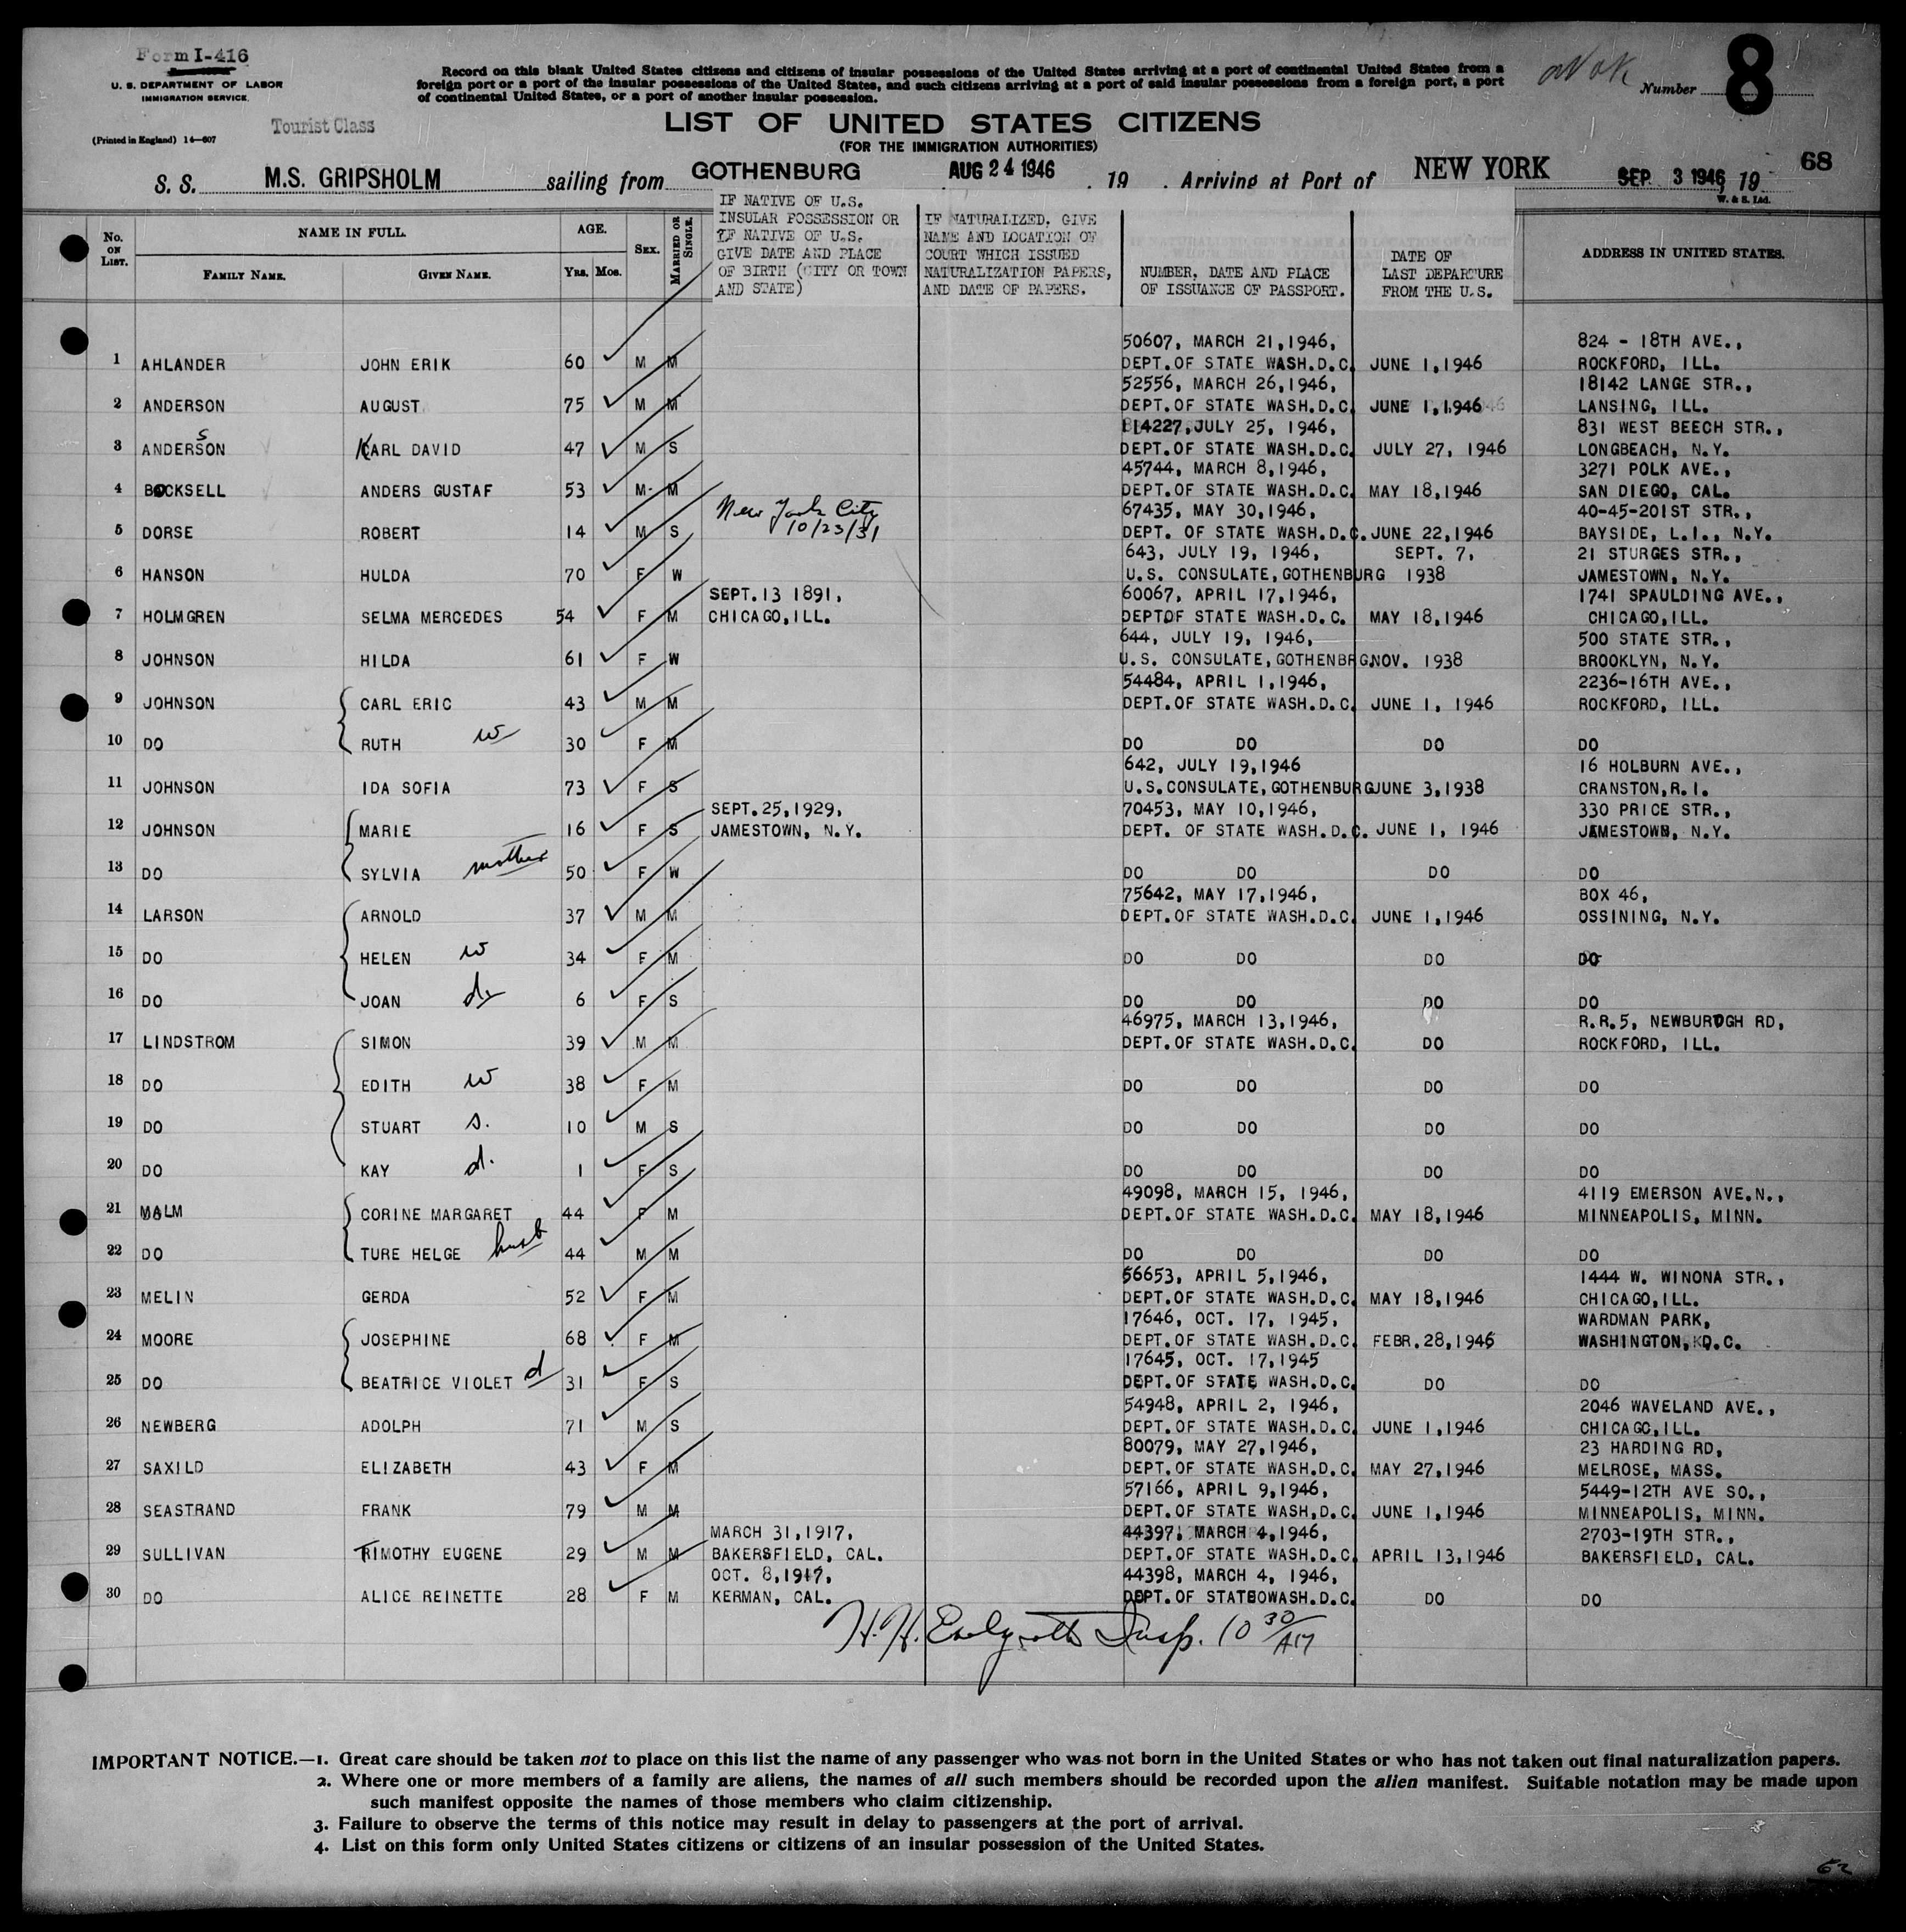 Form I-416
U. S. DEPARTMENT OF LABOR
IMMIGRATION SERVICE.
(Printed in England) 14—607
Tourist Class
Record on this blank United States citizens and citizens of insular possessions of the United States arriving at a port of continental United States from a
foreign port or a port of the insular possessions of the United States, and such citizens arriving at a port of said insular possessions from a foreign port, a port
of continental United States, or a port of another insular possession.
Number 8
LIST OF UNITED STATES CITIZENS
(FOR THE IMMIGRATION AUTHORITIES)
68
S. S. M.S. GRIPSHOLM sailing from GOTHENBURG AUG 24 1946 , 19 . Arriving at Port of NEW YORK SEP 3 1946, 19
W. & S. Ltd.
No. ON LIST. NAME IN FULL. FAMILY NAME. GIVEN NAME. AGE. YRS. MOS. SEX. MARRIED OR SINGLE.
IF NATIVE OF U.S.
INSULAR POSSESSION OR
IF NATIVE OF U.S.
GIVE DATE AND PLACE
OF BIRTH (CITY OR TOWN
AND STATE)
IF NATURALIZED, GIVE
NAME AND LOCATION OF
COURT WHICH ISSUED
NATURALIZATION PAPERS,
AND DATE OF PAPERS.
NUMBER, DATE AND PLACE
OF ISSUANCE OF PASSPORT.
DATE OF
LAST DEPARTURE
FROM THE U.S.
ADDRESS IN UNITED STATES.
50607, MARCH 21,1946, 824 - 18TH AVE.,
1 AHLANDER JOHN ERIK 60 M M DEPT.OF STATE WASH.D.C. JUNE 1,1946 ROCKFORD, ILL.
52556, MARCH 26,1946, 18142 LANGE STR.,
2 ANDERSON AUGUST 75 M M DEPT.OF STATE WASH.D.C. JUNE 1,1946 LANSING, ILL.
114227,JULY 25, 1946, 831 WEST BEECH STR.,
3 ANDERSSON KARL DAVID 47 M S DEPT.OF STATE WASH.D.C. JULY 27, 1946 LONGBEACH, N.Y.
45744, MARCH 8,1946, 3271 POLK AVE.,
4 BOCKSELL ANDERS GUSTAF 53 M M DEPT.OF STATE WASH.D.C. MAY 18,1946 SAN DIEGO, CAL.
New York City 67435, MAY 30,1946, 40-45-201ST STR.,
5 DORSE ROBERT 14 M S 10/23/31 DEPT. OF STATE WASH.D.C. JUNE 22,1946 BAYSIDE, L.I., N.Y.
643, JULY 19, 1946, SEPT. 7, 21 STURGES STR.,
6 HANSON HULDA 70 F W U.S. CONSULATE, GOTHENBURG 1938 JAMESTOWN, N.Y.
SEPT.13 1891, 60067, APRIL 17,1946, 1741 SPAULDING AVE.,
7 HOLMGREN SELMA MERCEDES 54 F M CHICAGO,ILL. DEPTOF STATE WASH.D.C. MAY 18,1946 CHICAGO,ILL.
644, JULY 19, 1946, 500 STATE STR.,
8 JOHNSON HILDA 61 F W U.S. CONSULATE, GOTHENBRG NOV. 1938 BROOKLYN, N.Y.
54484, APRIL 1,1946, 2236-16TH AVE.,
9 JOHNSON CARL ERIC 43 M M DEPT.OF STATE WASH.D.C. JUNE 1, 1946 ROCKFORD, ILL.
10 DO RUTH w 30 F M DO DO DO DO
642, JULY 19,1946 16 HOLBURN AVE.,
11 JOHNSON IDA SOFIA 73 F S U.S.CONSULATE, GOTHENBURG JUNE 3,1938 CRANSTON,R.I.
SEPT.25,1929, 70453, MAY 10,1946, 330 PRICE STR.,
12 JOHNSON MARIE 16 F S JAMESTOWN, N.Y. DEPT. OF STATE WASH.D.C. JUNE 1, 1946 JAMESTOWN, N.Y.
13 DO SYLVIA mother 50 F W DO DO DO DO
75642, MAY 17,1946, BOX 46,
14 LARSON ARNOLD 37 M M DEPT.OF STATE WASH.D.C. JUNE 1,1946 OSSINING, N.Y.
15 DO HELEN w 34 F M DO DO DO DO
16 DO JOAN d 6 F S DO DO DO DO
46975, MARCH 13,1946, R.R.5, NEWBURGH RD,
17 LINDSTROM SIMON 39 M M DEPT.OF STATE WASH.D.C. DO ROCKFORD, ILL.
18 DO EDITH w 38 F M DO DO DO DO
19 DO STUART s. 10 M S DO DO DO DO
20 DO KAY d. 1 F S DO DO DO DO
49098, MARCH 15, 1946, 4119 EMERSON AVE.N.,
21 MALM CORINE MARGARET 44 F M DEPT.OF STATE WASH.D.C. MAY 18,1946 MINNEAPOLIS, MINN.
22 DO TURE HELGE husb 44 M M DO DO DO DO
56653, APRIL 5,1946, 1444 W. WINONA STR.,
23 MELIN GERDA 52 F M DEPT.OF STATE WASH.D.C. MAY 18,1946 CHICAGO,ILL.
17646, OCT. 17, 1945, WARDMAN PARK,
24 MOORE JOSEPHINE 68 F M DEPT.OF STATE WASH.D.C. FEBR.28,1946 WASHINGTON, D.C.
17645, OCT. 17,1945
25 DO BEATRICE VIOLET d 31 F S DEPT.OF STATE WASH.D.C. DO DO
54948, APRIL 2, 1946, 2046 WAVELAND AVE.,
26 NEWBERG ADOLPH 71 M S DEPT.OF STATE WASH.D.C. JUNE 1,1946 CHICAGO,ILL.
80079, MAY 27,1946, 23 HARDING RD,
27 SAXILD ELIZABETH 43 F M DEPT.OF STATE WASH.D.C. MAY 27,1946 MELROSE, MASS.
57166, APRIL 9,1946, 5449-12TH AVE SO.,
28 SEASTRAND FRANK 79 M M DEPT.OF STATE WASH,D.C. JUNE 1,1946 MINNEAPOLIS, MINN.
MARCH 31,1917, 44397, MARCH 4,1946, 2703-19TH STR.,
29 SULLIVAN TIMOTHY EUGENE 29 M M BAKERSFIELD, CAL. DEPT.OF STATE WASH.D.C. APRIL 13,1946 BAKERSFIELD, CAL.
OCT. 8,1917, 44398, MARCH 4, 1946,
30 DO ALICE REINETTE 28 F M KERMAN, CAL. DEPT.OF STATE WASH.D.C. DO DO
H.H. Insp. 10 30/AM
IMPORTANT NOTICE.—1. Great care should be taken not to place on this list the name of any passenger who was not born in the United States or who has not taken out final naturalization papers.
2. Where one or more members of a family are aliens, the names of all such members should be recorded upon the alien manifest. Suitable notation may be made upon
such manifest opposite the names of those members who claim citizenship.
3. Failure to observe the terms of this notice may result in delay to passengers at the port of arrival.
4. List on this form only United States citizens or citizens of an insular possession of the United States.